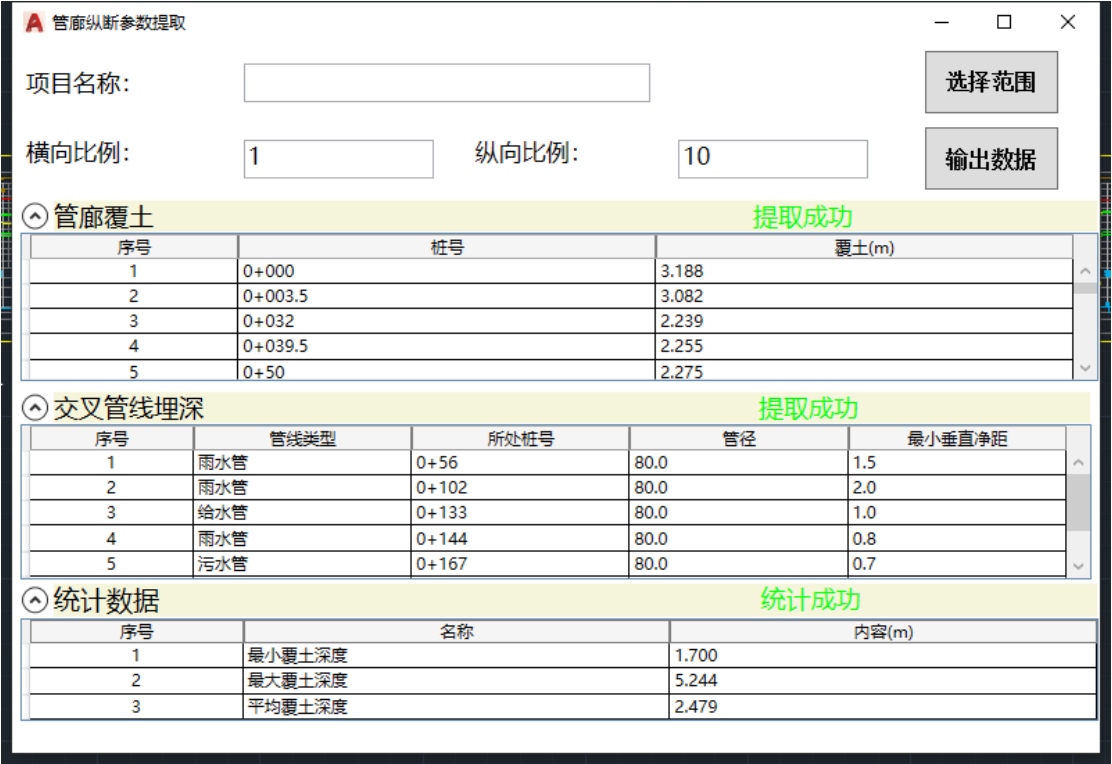 管廊纵断参数提取
项目名称：
选择范围
横向比例： 1 纵向比例： 10
输出数据
管廊覆土 提取成功
序号 桩号 覆土(m)
1 0+000 3.188
2 0+003.5 3.082
3 0+032 2.239
4 0+039.5 2.255
5 0+50 2.275
交叉管线埋深 提取成功
序号 管线类型 所处桩号 管径 最小垂直净距
1 雨水管 0+56 80.0 1.5
2 雨水管 0+102 80.0 2.0
3 给水管 0+133 80.0 1.0
4 雨水管 0+144 80.0 0.8
5 污水管 0+167 80.0 0.7
统计数据 统计成功
序号 名称 内容(m)
1 最小覆土深度 1.700
2 最大覆土深度 5.244
3 平均覆土深度 2.479